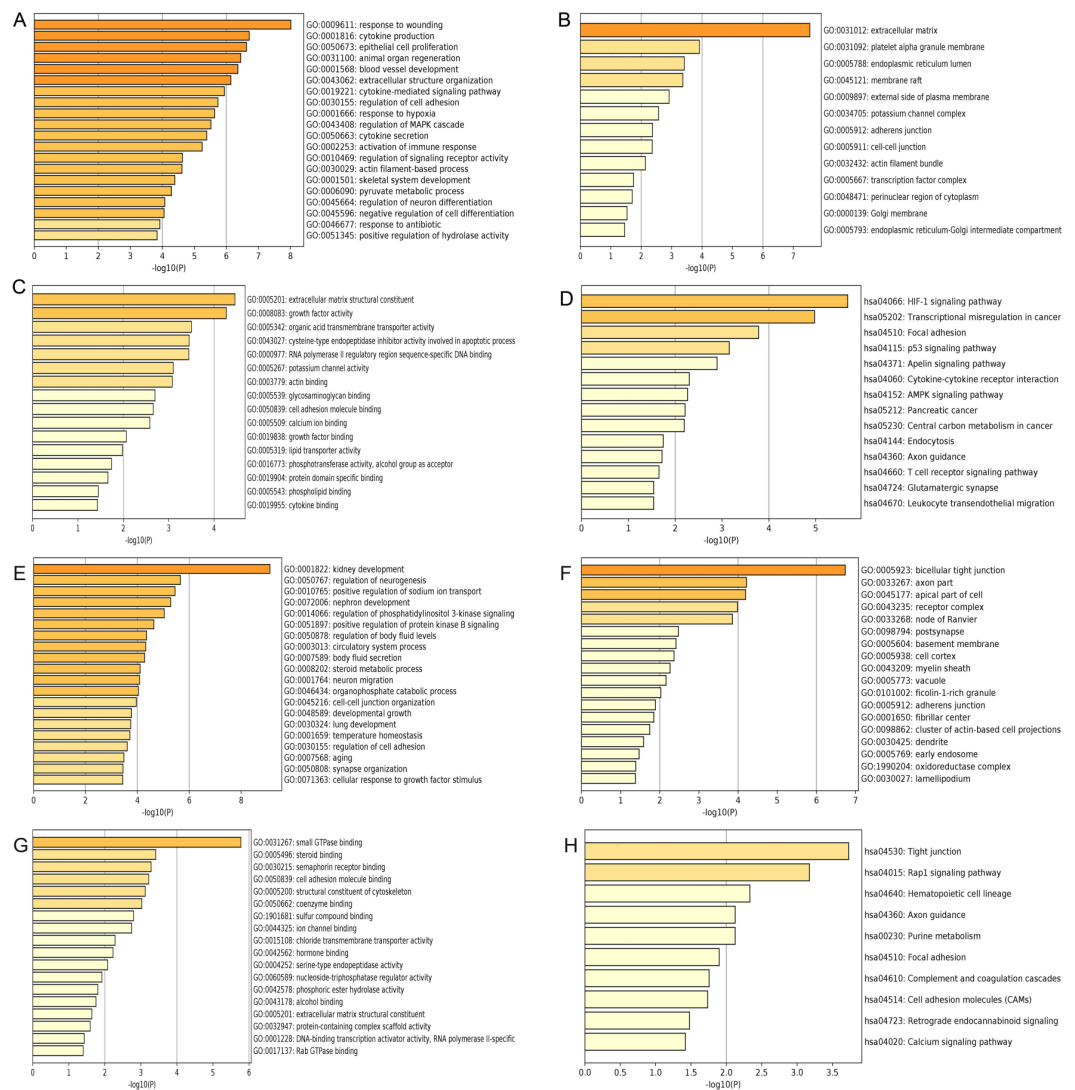 A
GO:0009611: response to wounding
GO:0001816: cytokine production
GO:0050673: epithelial cell proliferation
GO:0031100: animal organ regeneration
GO:0001568: blood vessel development
GO:0043062: extracellular structure organization
GO:0019221: cytokine-mediated signaling pathway
GO:0030155: regulation of cell adhesion
GO:0001666: response to hypoxia
GO:0043408: regulation of MAPK cascade
GO:0050663: cytokine secretion
GO:0002253: activation of immune response
GO:0010469: regulation of signaling receptor activity
GO:0030029: actin filament-based process
GO:0001501: skeletal system development
GO:0006090: pyruvate metabolic process
GO:0045664: regulation of neuron differentiation
GO:0045596: negative regulation of cell differentiation
GO:0046677: response to antibiotic
GO:0051345: positive regulation of hydrolase activity
0 1 2 3 4 5 6 7 8
-log10(P)
B
GO:0031012: extracellular matrix
GO:0031092: platelet alpha granule membrane
GO:0005788: endoplasmic reticulum lumen
GO:0045121: membrane raft
GO:0009897: external side of plasma membrane
GO:0034705: potassium channel complex
GO:0005912: adherens junction
GO:0005911: cell-cell junction
GO:0032432: actin filament bundle
GO:0005667: transcription factor complex
GO:0048471: perinuclear region of cytoplasm
GO:0000139: Golgi membrane
GO:0005793: endoplasmic reticulum-Golgi intermediate compartment
0 1 2 3 4 5 6 7
-log10(P)
C
GO:0005201: extracellular matrix structural constituent
GO:0008083: growth factor activity
GO:0005342: organic acid transmembrane transporter activity
GO:0043027: cysteine-type endopeptidase inhibitor activity involved in apoptotic process
GO:0000977: RNA polymerase II regulatory region sequence-specific DNA binding
GO:0005267: potassium channel activity
GO:0003779: actin binding
GO:0005539: glycosaminoglycan binding
GO:0050839: cell adhesion molecule binding
GO:0005509: calcium ion binding
GO:0019838: growth factor binding
GO:0005319: lipid transporter activity
GO:0016773: phosphotransferase activity, alcohol group as acceptor
GO:0019904: protein domain specific binding
GO:0005543: phospholipid binding
GO:0019955: cytokine binding
0 1 2 3 4
-log10(P)
D
hsa04066: HIF-1 signaling pathway
hsa05202: Transcriptional misregulation in cancer
hsa04510: Focal adhesion
hsa04115: p53 signaling pathway
hsa04371: Apelin signaling pathway
hsa04060: Cytokine-cytokine receptor interaction
hsa04152: AMPK signaling pathway
hsa05212: Pancreatic cancer
hsa05230: Central carbon metabolism in cancer
hsa04144: Endocytosis
hsa04360: Axon guidance
hsa04660: T cell receptor signaling pathway
hsa04724: Glutamatergic synapse
hsa04670: Leukocyte transendothelial migration
0 1 2 3 4 5
-log10(P)
E
GO:0001822: kidney development
GO:0050767: regulation of neurogenesis
GO:0010765: positive regulation of sodium ion transport
GO:0072006: nephron development
GO:0014066: regulation of phosphatidylinositol 3-kinase signaling
GO:0051897: positive regulation of protein kinase B signaling
GO:0050878: regulation of body fluid levels
GO:0003013: circulatory system process
GO:0007589: body fluid secretion
GO:0008202: steroid metabolic process
GO:0001764: neuron migration
GO:0046434: organophosphate catabolic process
GO:0045216: cell-cell junction organization
GO:0048589: developmental growth
GO:0030324: lung development
GO:0001659: temperature homeostasis
GO:0030155: regulation of cell adhesion
GO:0007568: aging
GO:0050808: synapse organization
GO:0071363: cellular response to growth factor stimulus
0 2 4 6 8
-log10(P)
F
GO:0005923: bicellular tight junction
GO:0033267: axon part
GO:0045177: apical part of cell
GO:0043235: receptor complex
GO:0033268: node of Ranvier
GO:0098794: postsynapse
GO:0005604: basement membrane
GO:0005938: cell cortex
GO:0043209: myelin sheath
GO:0005773: vacuole
GO:0101002: ficolin-1-rich granule
GO:0005912: adherens junction
GO:0001650: fibrillar center
GO:0098862: cluster of actin-based cell projections
GO:0030425: dendrite
GO:0005769: early endosome
GO:1990204: oxidoreductase complex
GO:0030027: lamellipodium
0 1 2 3 4 5 6 7
-log10(P)
G
GO:0031267: small GTPase binding
GO:0005496: steroid binding
GO:0030215: semaphorin receptor binding
GO:0050839: cell adhesion molecule binding
GO:0005200: structural constituent of cytoskeleton
GO:0050662: coenzyme binding
GO:1901681: sulfur compound binding
GO:0044325: ion channel binding
GO:0015108: chloride transmembrane transporter activity
GO:0042562: hormone binding
GO:0004252: serine-type endopeptidase activity
GO:0060589: nucleoside-triphosphatase regulator activity
GO:0042578: phosphoric ester hydrolase activity
GO:0043178: alcohol binding
GO:0005201: extracellular matrix structural constituent
GO:0032947: protein-containing complex scaffold activity
GO:0001228: DNA-binding transcription activator activity, RNA polymerase II-specific
GO:0017137: Rab GTPase binding
0 1 2 3 4 5 6
-log10(P)
H
hsa04530: Tight junction
hsa04015: Rap1 signaling pathway
hsa04640: Hematopoietic cell lineage
hsa04360: Axon guidance
hsa00230: Purine metabolism
hsa04510: Focal adhesion
hsa04610: Complement and coagulation cascades
hsa04514: Cell adhesion molecules (CAMs)
hsa04723: Retrograde endocannabinoid signaling
hsa04020: Calcium signaling pathway
0.0 0.5 1.0 1.5 2.0 2.5 3.0 3.5
-log10(P)